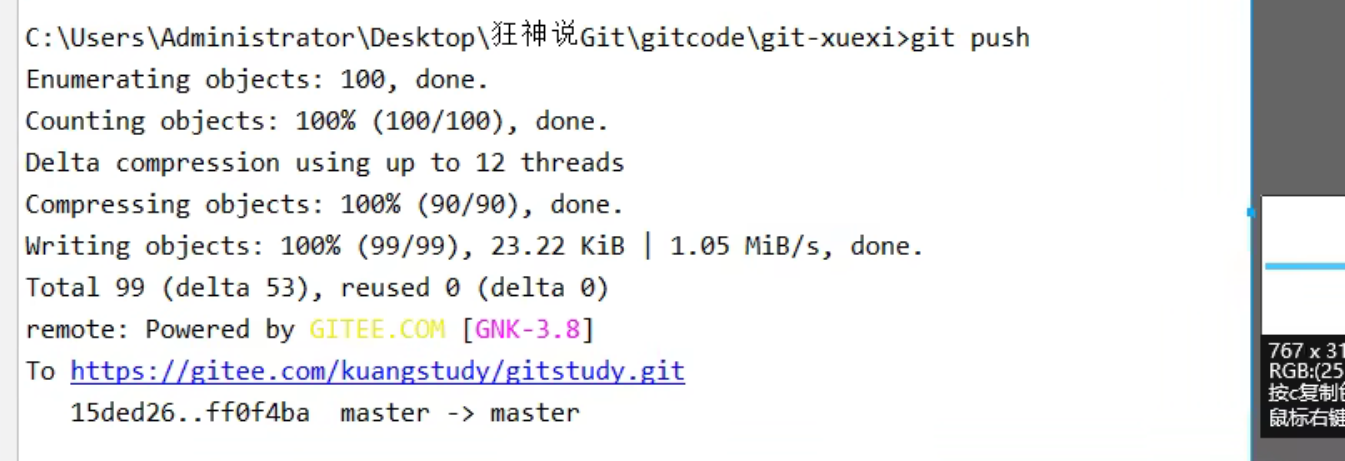 C:\Users\Administrator\Desktop\狂神说Git\gitcode\git-xuexi>git push
Enumerating objects: 100, done.
Counting objects: 100% (100/100), done.
Delta compression using up to 12 threads
Compressing objects: 100% (90/90), done.
Writing objects: 100% (99/99), 23.22 KiB | 1.05 MiB/s, done.
Total 99 (delta 53), reused 0 (delta 0)
remote: Powered by GITEE.COM [GNK-3.8]
To https://gitee.com/kuangstudy/gitstudy.git
15ded26..ff0f4ba  master -> master
767 x 31
RGB:(25
按c复制
鼠标右键